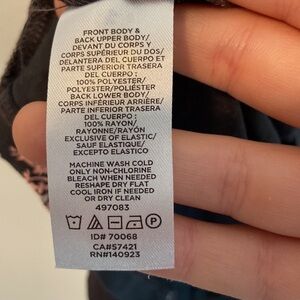 FRONT BODY &
BACK UPPER BODY/
DEVANT DU CORPS Y
CORPS SUPÉRIEUR DU DOS/
DELANTERA DEL CUERPO ET
PARTE SUPERIOR TRASERA
DEL CUERPO :
100% POLYESTER/
POLYESTER/POLIÉSTER
BACK LOWER BODY/
CORPS INFÉRIEUR ARRIÈRE/
PARTE INFERIOR TRASERA
DEL CUERPO :
100% RAYON/
RAYONNE/RAYÓN
EXCLUSIVE OF ELASTIC/
SAUF ÉLASTIQUE/
EXCEPTO ELASTICO
MACHINE WASH COLD
ONLY NON-CHLORINE
BLEACH WHEN NEEDED
RESHAPE DRY FLAT
COOL IRON IF NEEDED
OR DRY CLEAN
497083
P
ID# 70068
CA#57421
RN#140923